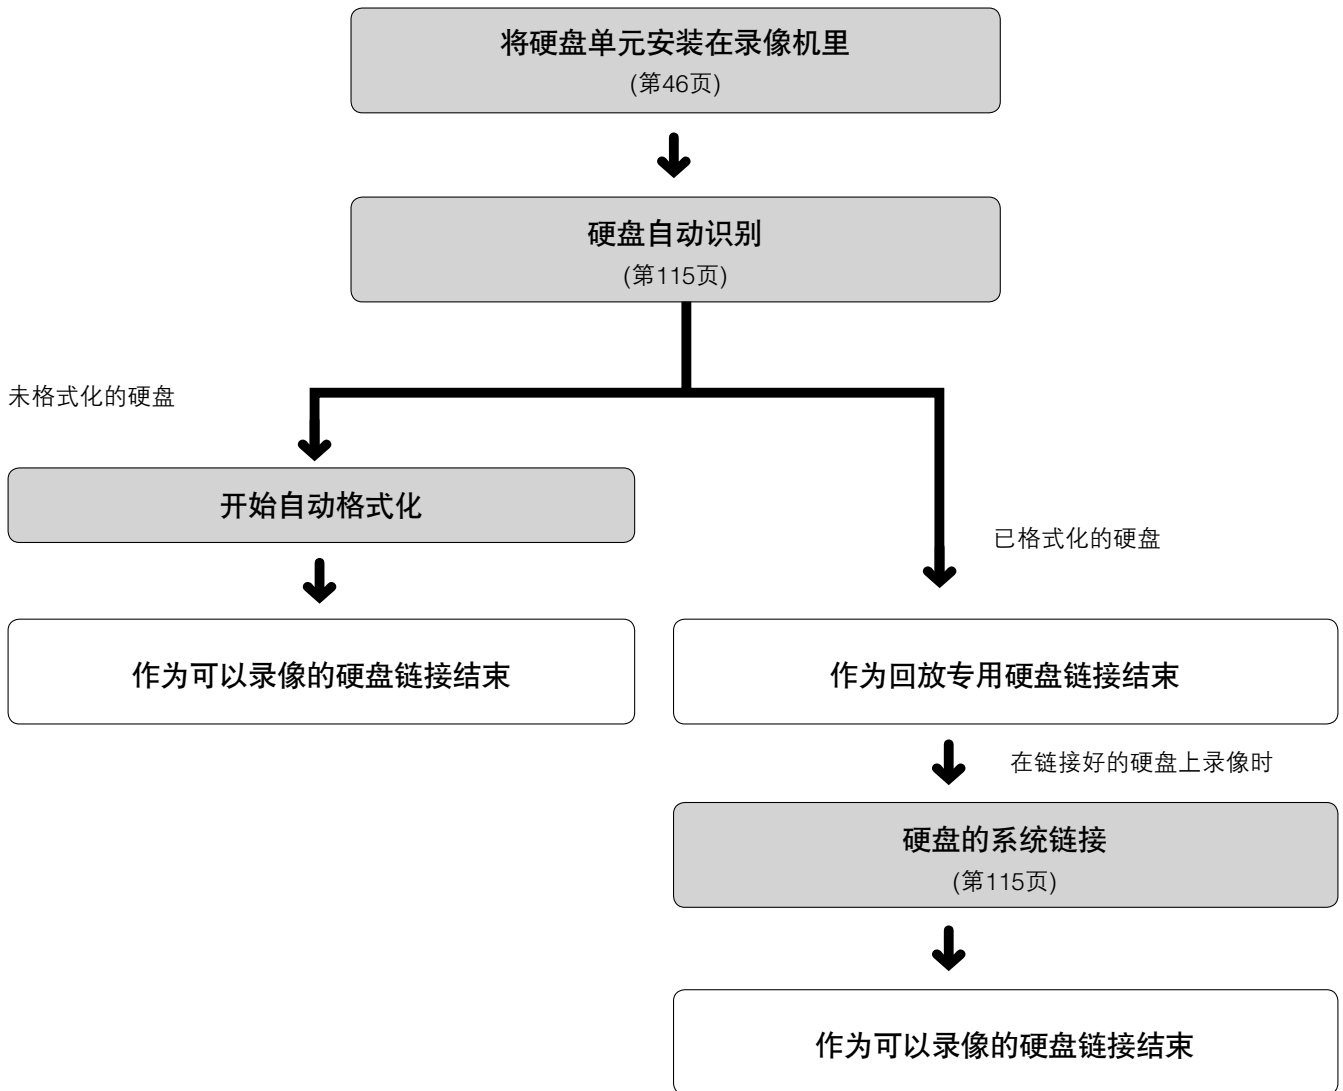 将硬盘单元安装在录像机里
(第46页)
硬盘自动识别
(第115页)
未格式化的硬盘
开始自动格式化
已格式化的硬盘
作为可以录像的硬盘链接结束
作为回放专用硬盘链接结束
在链接好的硬盘上录像时
硬盘的系统链接
(第115页)
作为可以录像的硬盘链接结束